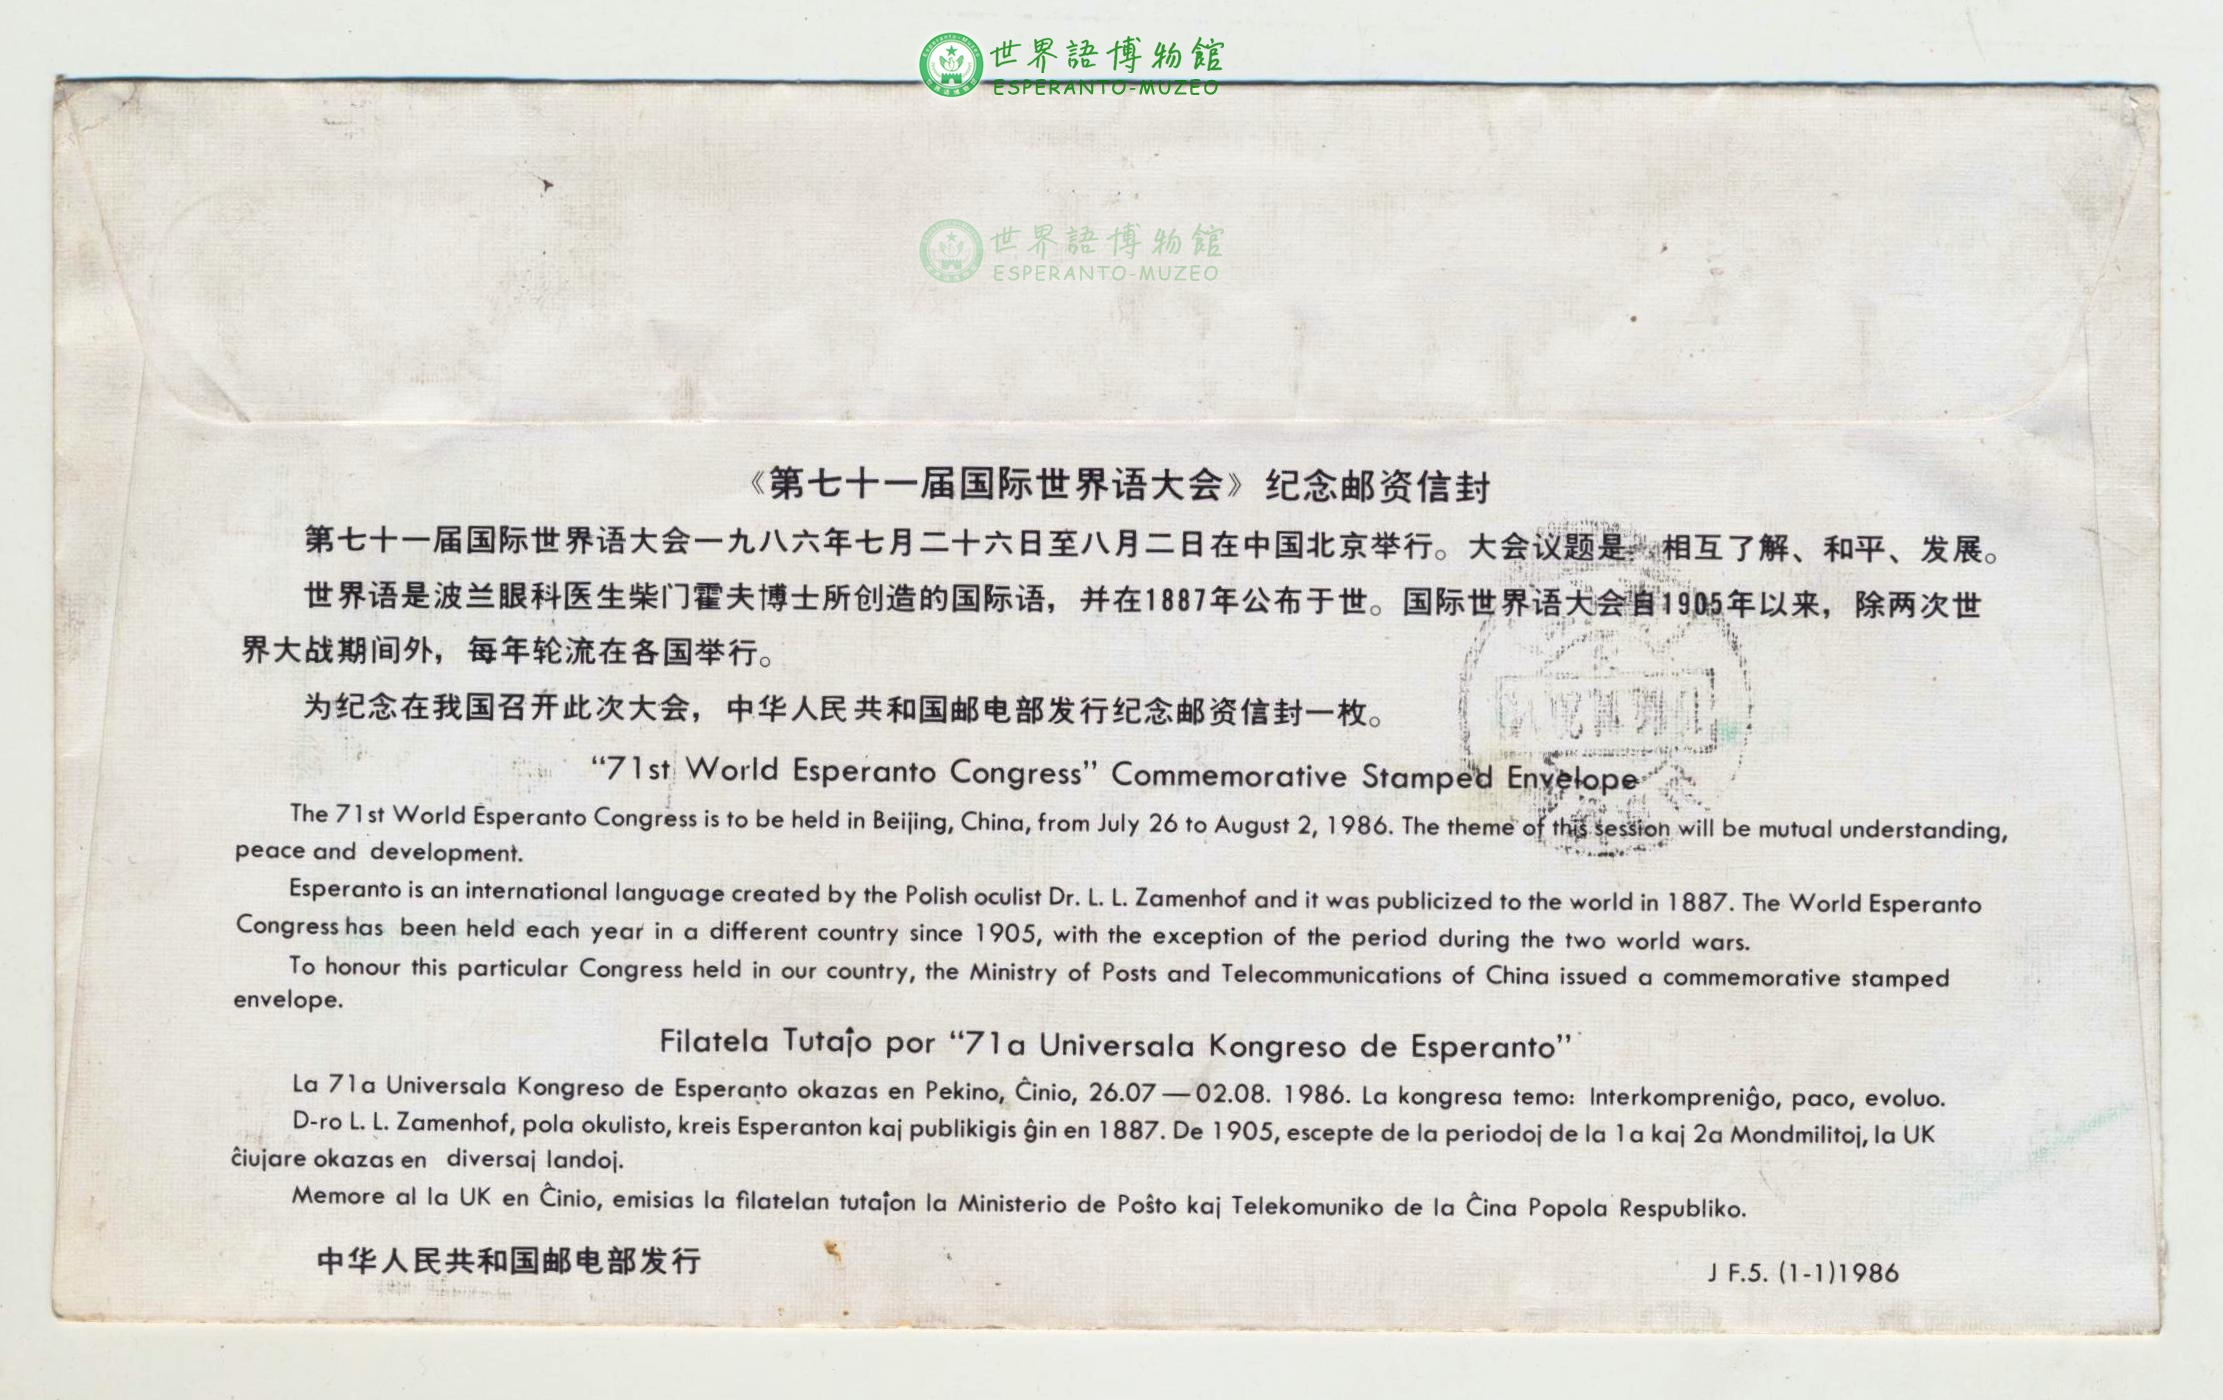 世界語博物館
ESPERANTO-MUZEO
世界語博物館
ESPERANTO-MUZEO
《第七十一届国际世界语大会》纪念邮资信封
第七十一届国际世界语大会一九八六年七月二十六日至八月二日在中国北京举行。大会议题是：相互了解、和平、发展。
世界语是波兰眼科医生柴门霍夫博士所创造的国际语，并在1887年公布于世。国际世界语大会自1905年以来，除两次世
界大战期间外，每年轮流在各国举行。
为纪念在我国召开此次大会，中华人民共和国邮电部发行纪念邮资信封一枚。
“71st World Esperanto Congress” Commemorative Stamped Envelope
The 71st World Esperanto Congress is to be held in Beijing, China, from July 26 to August 2, 1986. The theme of this session will be mutual understanding,
peace and development.
Esperanto is an international language created by the Polish oculist Dr. L. L. Zamenhof and it was publicized to the world in 1887. The World Esperanto
Congress has been held each year in a different country since 1905, with the exception of the period during the two world wars.
To honour this particular Congress held in our country, the Ministry of Posts and Telecommunications of China issued a commemorative stamped
envelope.
Filatela Tutaĵo por “71a Universala Kongreso de Esperanto”
La 71a Universala Kongreso de Esperanto okazas en Pekino, Ĉinio, 26.07—02.08. 1986. La kongresa temo: Interkompreniĝo, paco, evoluo.
D-ro L. L. Zamenhof, pola okulisto, kreis Esperanton kaj publikigis ĝin en 1887. De 1905, escepte de la periodoj de la 1a kaj 2a Mondmilitoj, la UK
ĉiujare okazas en diversaj landoj.
Memore al la UK en Ĉinio, emisias la filatelan tutaĵon la Ministerio de Poŝto kaj Telekomuniko de la Ĉina Popola Respubliko.
中华人民共和国邮电部发行
J F.5. (1-1)1986